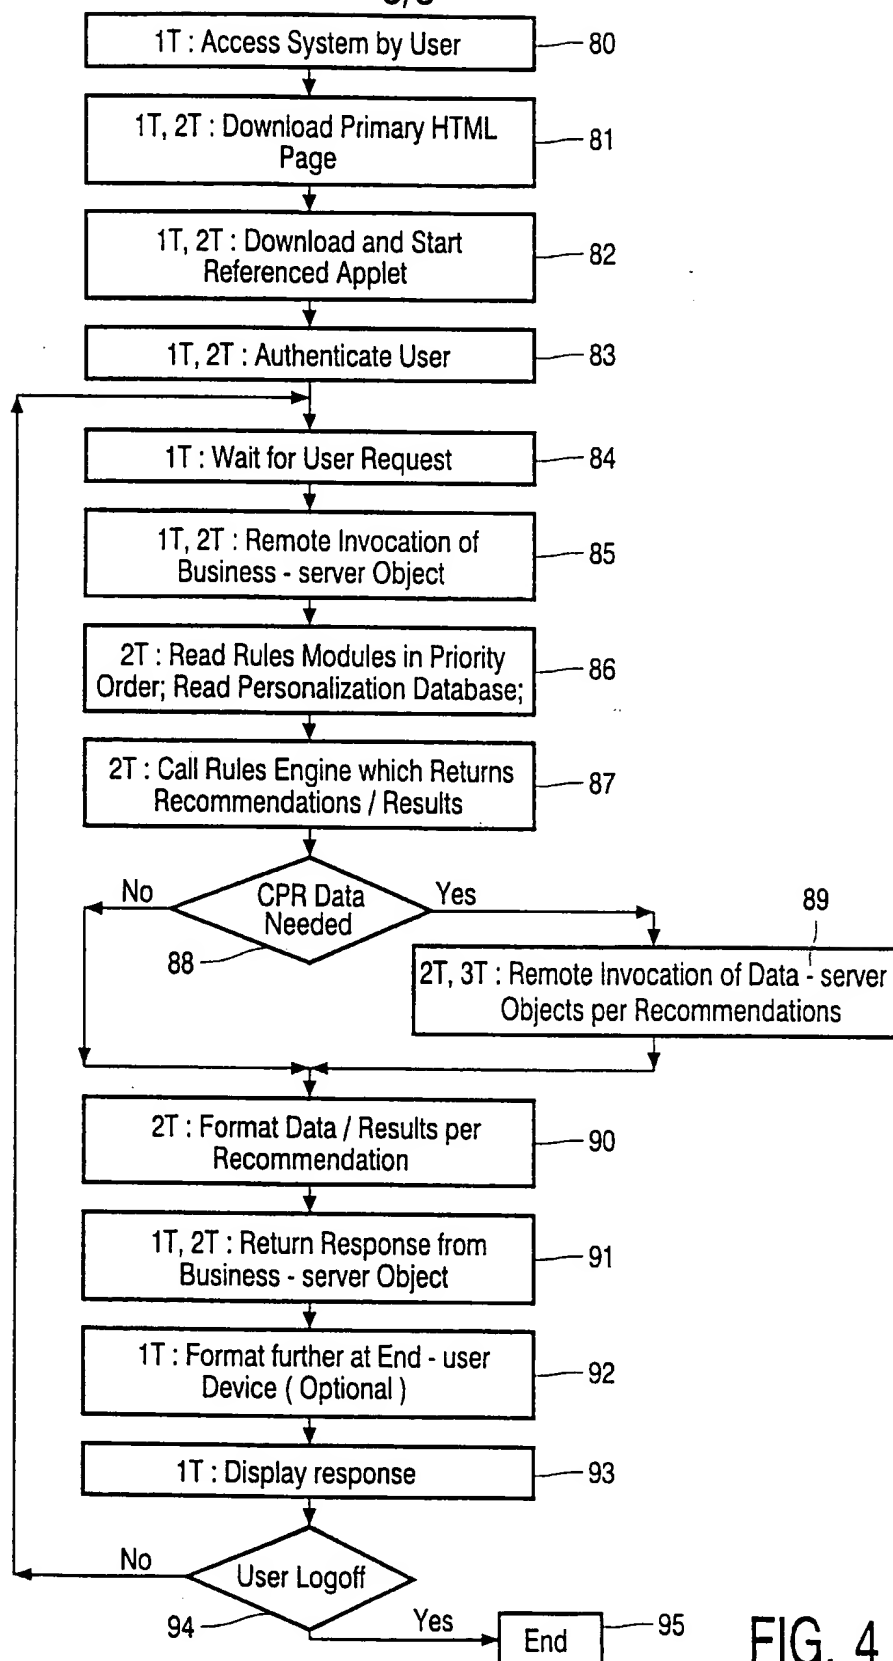 1T : Access System by User
80
1T, 2T : Download Primary HTML
Page
81
1T, 2T : Download and Start
Referenced Applet
82
1T, 2T : Authenticate User
83
1T : Wait for User Request
84
1T, 2T : Remote Invocation of
Business - server Object
85
2T : Read Rules Modules in Priority
Order; Read Personalization Database;
86
2T : Call Rules Engine which Returns
Recommendations / Results
87
No
CPR Data
Needed
Yes
88
89
2T, 3T : Remote Invocation of Data - server
Objects per Recommendations
2T : Format Data / Results per
Recommendation
90
1T, 2T : Return Response from
Business - server Object
91
1T : Format further at End - user
Device ( Optional )
92
1T : Display response
93
No
User Logoff
94
Yes
End
95
FIG. 4